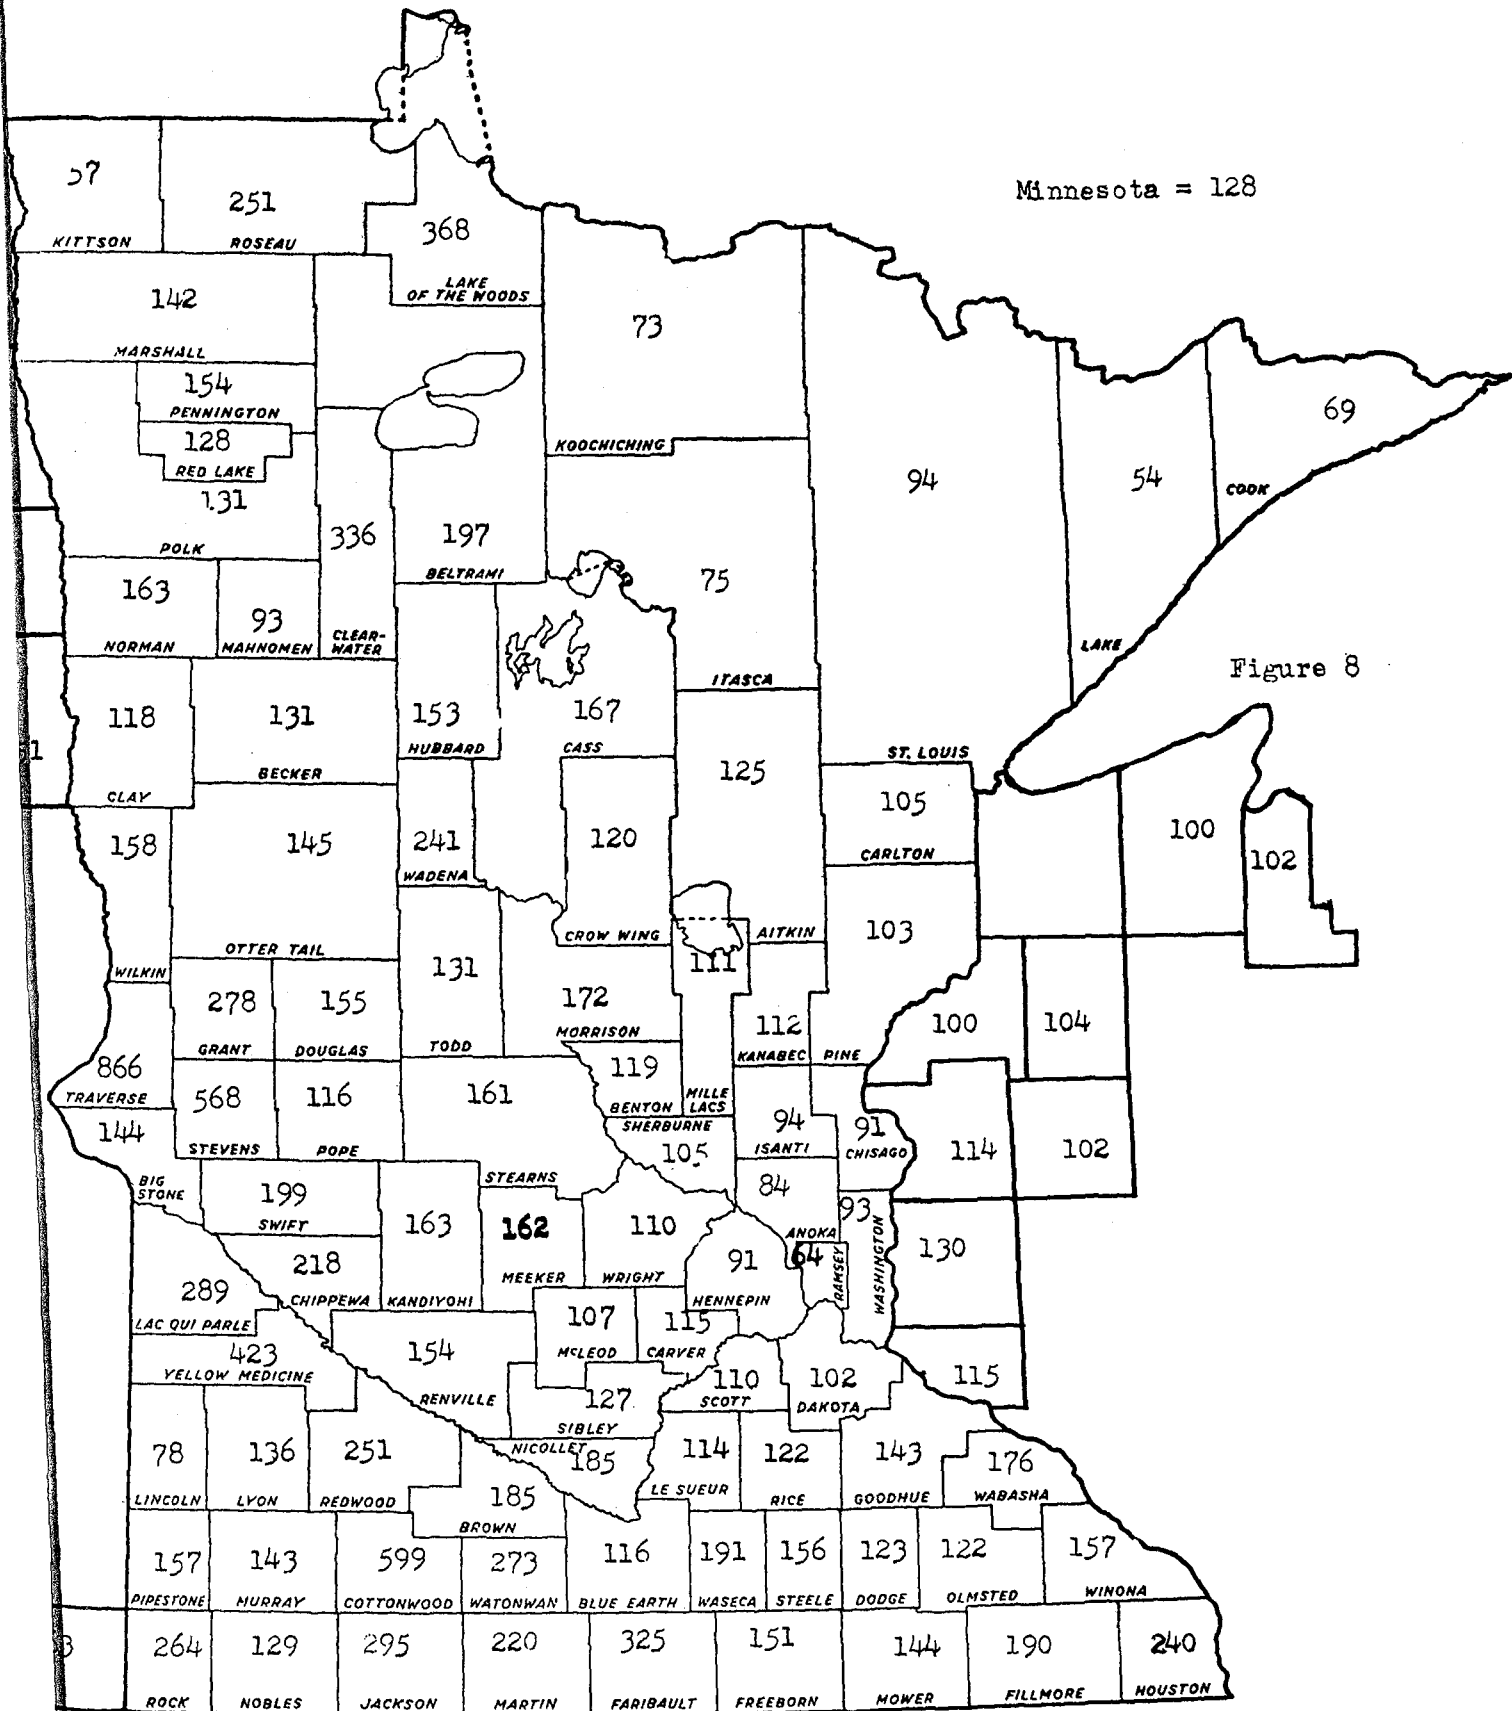 Minnesota = 128
57
KITTSON
251
ROSEAU
368
LAKE
OF THE WOODS
142
MARSHALL
73
KOOCHICHING
154
PENNINGTON
128
RED LAKE
131
POLK
336
CLEAR-
WATER
197
BELTRAMI
94
ST. LOUIS
54
LAKE
69
COOK
163
NORMAN
93
MAHNOMEN
75
ITASCA
Figure 8
118
CLAY
131
BECKER
153
HUBBARD
167
CASS
125
AITKIN
105
CARLTON
1
158
WILKIN
145
OTTER TAIL
241
WADENA
120
CROW WING
100
102
103
PINE
111
MILLE
LACS
131
TODD
172
MORRISON
278
GRANT
155
DOUGLAS
112
KANABEC
100
104
866
TRAVERSE
568
STEVENS
116
POPE
161
STEARNS
119
BENTON
SHERBURNE
105
94
ISANTI
91
CHISAGO
114
102
144
BIG
STONE
199
SWIFT
163
KANDIYOHI
162
MEEKER
110
WRIGHT
84
ANOKA
93
WASHINGTON
64
RAMSEY
91
HENNEPIN
130
289
LAC QUI PARLE
218
CHIPPEWA
107
McLEOD
115
CARVER
423
YELLOW MEDICINE
154
RENVILLE
127
SIBLEY
110
SCOTT
102
DAKOTA
115
78
LINCOLN
136
LYON
251
REDWOOD
NICOLLET
185
185
BROWN
114
LE SUEUR
122
RICE
143
GOODHUE
176
WABASHA
157
PIPESTONE
143
MURRAY
599
COTTONWOOD
273
WATONWAN
116
BLUE EARTH
191
WASECA
156
STEELE
123
DODGE
122
OLMSTED
157
WINONA
3
264
ROCK
129
NOBLES
295
JACKSON
220
MARTIN
325
FARIBAULT
151
FREEBORN
144
MOWER
190
FILLMORE
240
HOUSTON